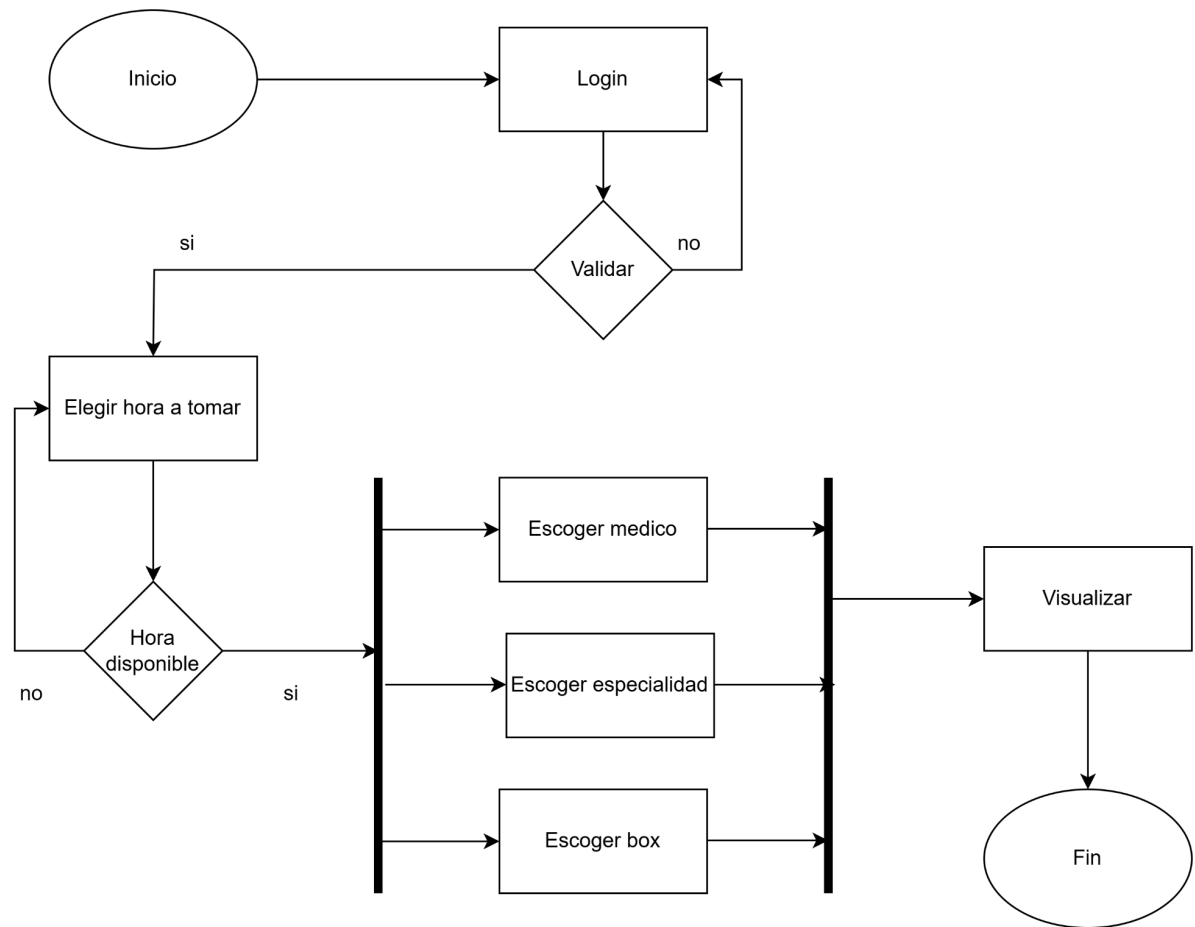 Inicio
Login
si
no
Validar
Elegir hora a tomar
Escoger medico
Visualizar
Hora
disponible
no
si
Escoger especialidad
Escoger box
Fin